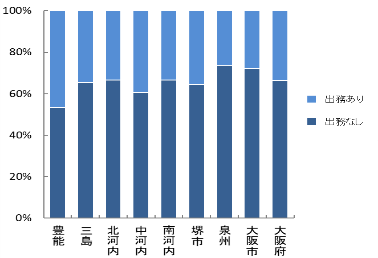 100%
80%
60%
40%
20%
0%
出務あり
出務なし
豊能
三島
北河内
中河内
南河内
堺市
泉州
大阪市
大阪府